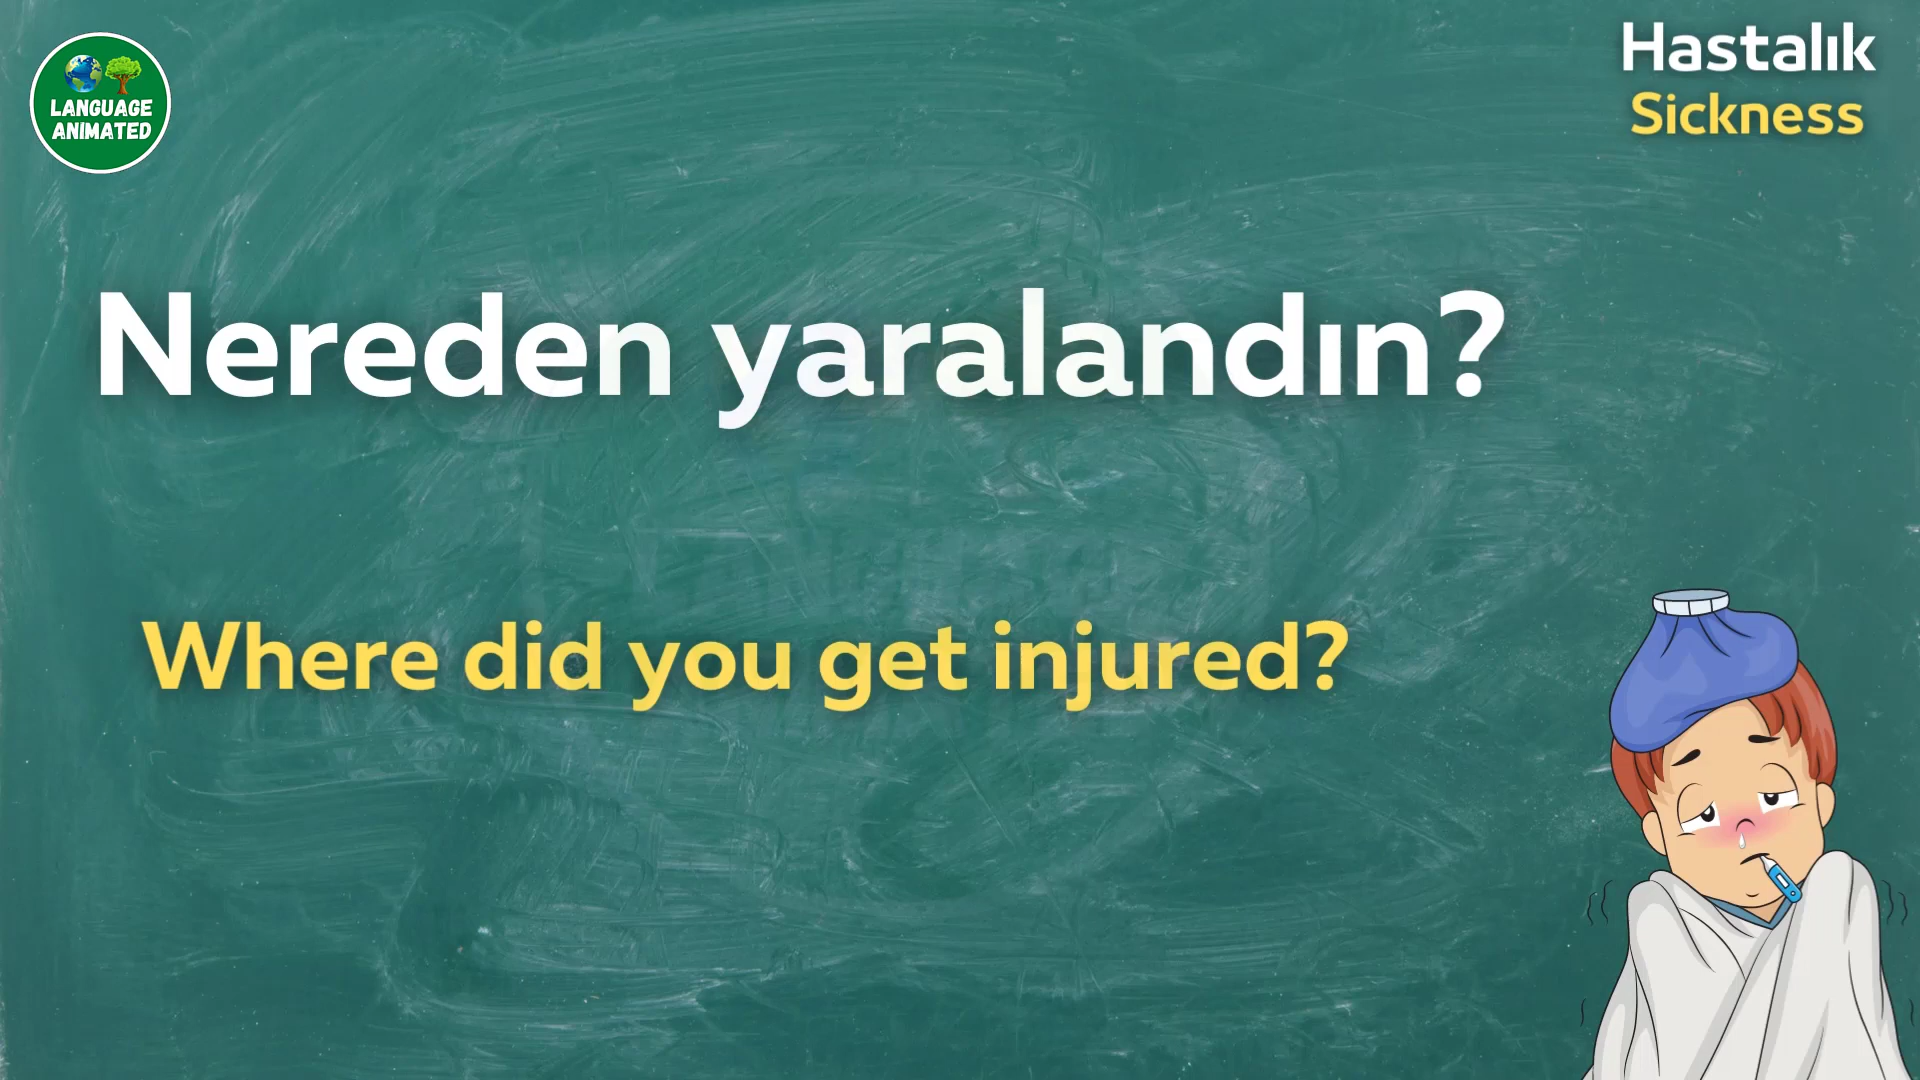 LANGUAGE
ANIMATED
Hastalık
Sickness
Nereden yaralandın?
Where did you get injured?